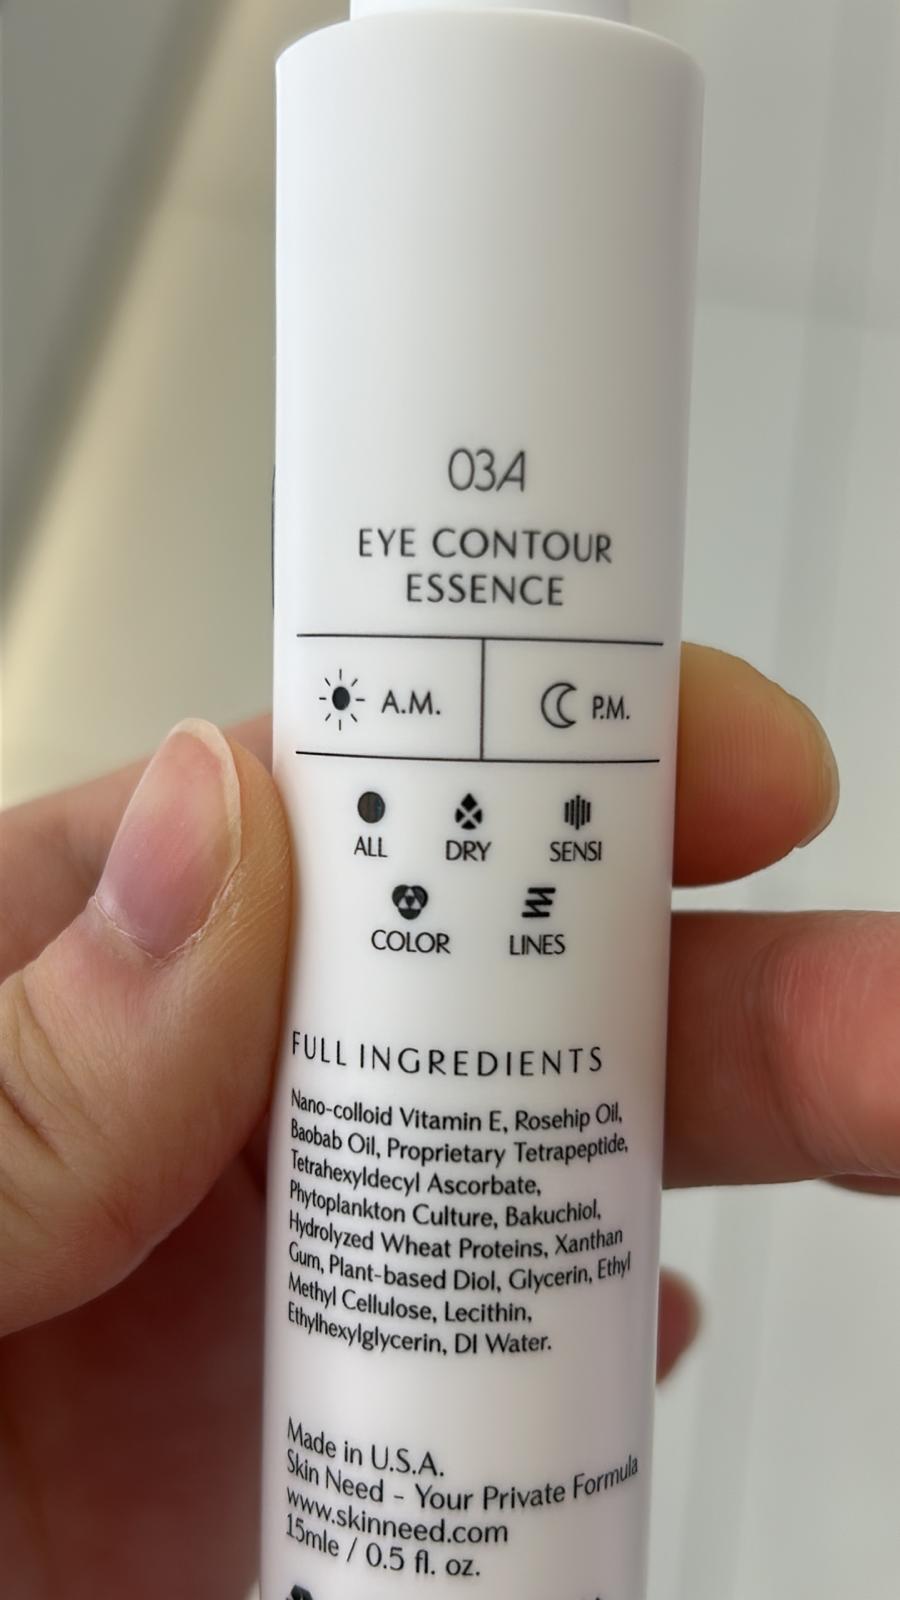 03A
EYE CONTOUR
ESSENCE
A.M.
P.M.
ALL
DRY
SENSI
COLOR
LINES
FULL INGREDIENTS
Nano-colloid Vitamin E, Rosehip Oil,
Baobab Oil, Proprietary Tetrapeptide,
Tetrahexyldecyl Ascorbate,
Phytoplankton Culture, Bakuchiol,
Hydrolyzed Wheat Proteins, Xanthan
Gum, Plant-based Diol, Glycerin, Ethyl
Methyl Cellulose, Lecithin,
Ethylhexylglycerin, DI Water.
Made in U.S.A.
Skin Need - Your Private Formula
www.skinneed.com
15mle / 0.5 fl. oz.